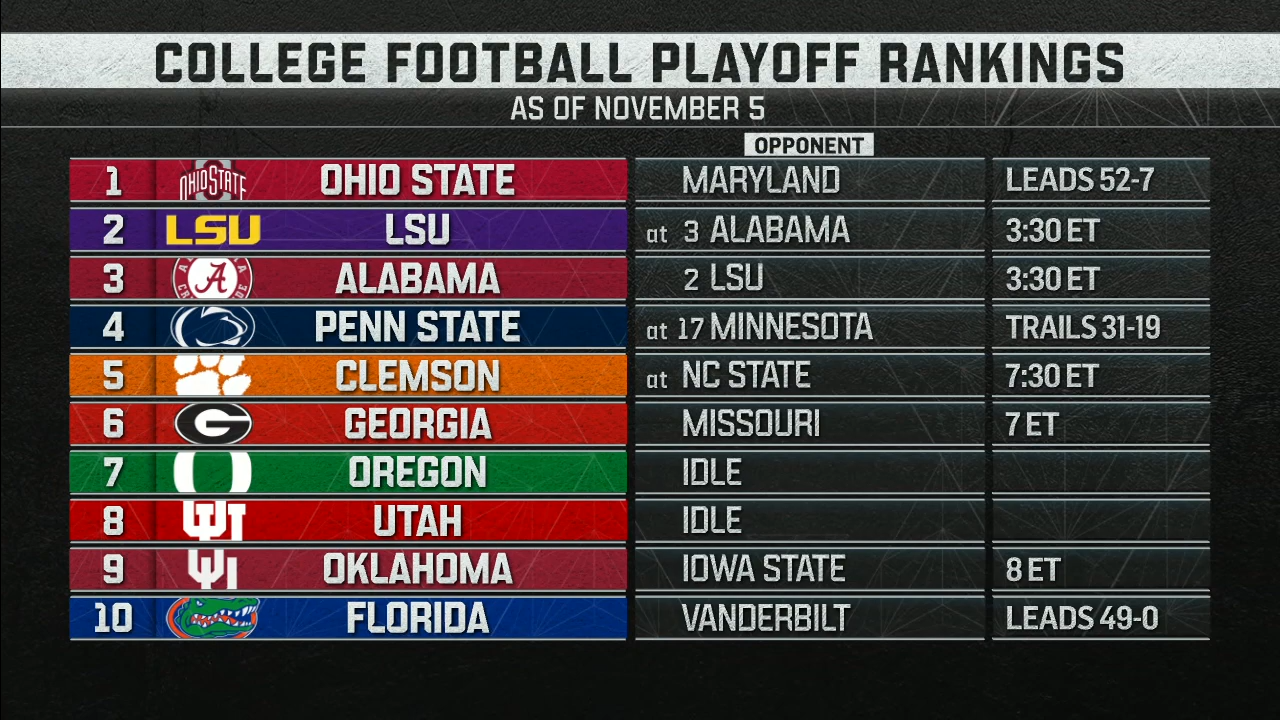 COLLEGE FOOTBALL PLAYOFF RANKINGS
AS OF NOVEMBER 5
OPPONENT
1 OHIO STATE OHIO STATE MARYLAND LEADS 52-7
2 LSU LSU at 3 ALABAMA 3:30 ET
3 A ALABAMA 2 LSU 3:30 ET
4 PENN STATE at 17 MINNESOTA TRAILS 31-19
5 CLEMSON at NC STATE 7:30 ET
6 G GEORGIA MISSOURI 7 ET
7 O OREGON IDLE
8 UTAH IDLE
9 OKLAHOMA IOWA STATE 8 ET
10 FLORIDA VANDERBILT LEADS 49-0